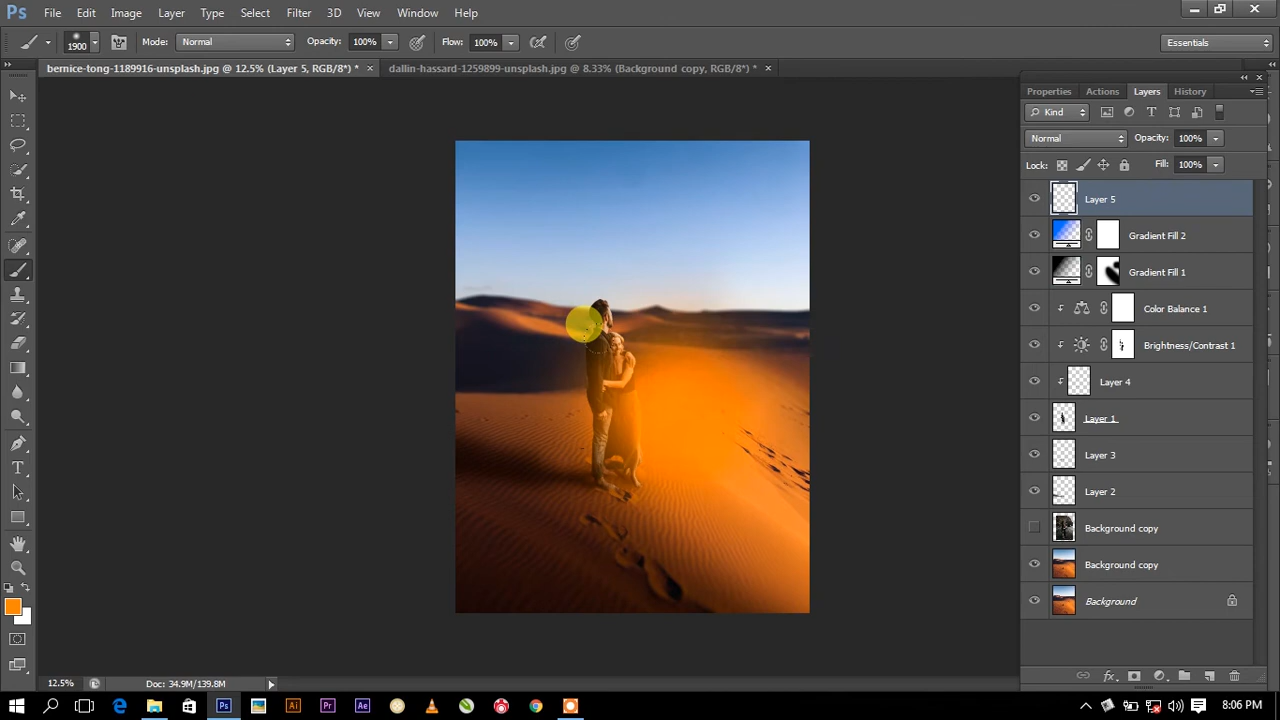 Ps File Edit Image Layer Type Select Filter 3D View Window Help
1900 Mode: Normal Opacity: 100% Flow: 100% Essentials
bernice-tong-1189916-unsplash.jpg @ 12.5% (Layer 5, RGB/8*) * × dallin-hassard-1259899-unsplash.jpg @ 8.33% (Background copy, RGB/8*) * ×
Properties Actions Layers History
Kind
Normal Opacity: 100%
Lock: Fill: 100%
Layer 5
Gradient Fill 2
Gradient Fill 1
Color Balance 1
Brightness/Contrast 1
Layer 4
Layer 1
Layer 3
Layer 2
Background copy
Background copy
Background
12.5% Doc: 34.9M/139.8M
Ps Ai Pr Ae 8:06 PM